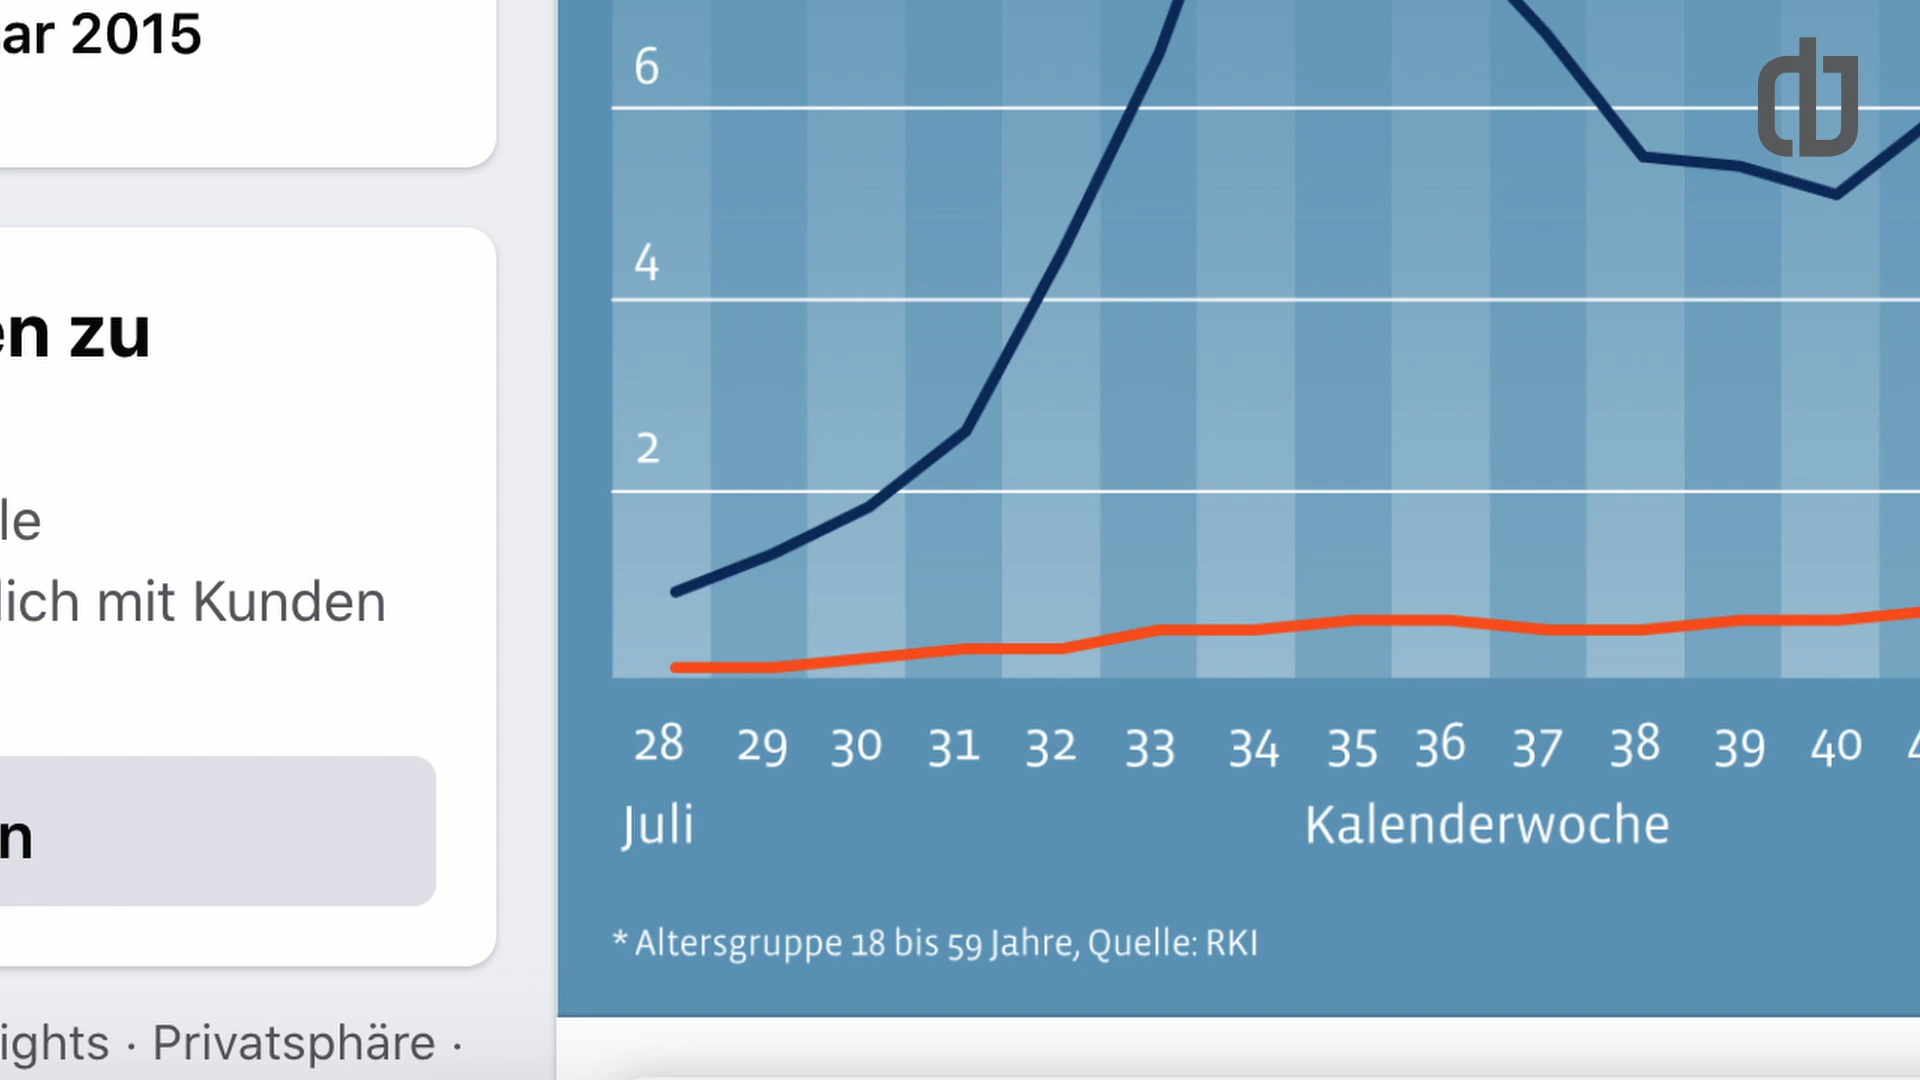 ar 2015
en zu
le
lich mit Kunden
n
ights · Privatsphäre ·
6
4
2
28 29 30 31 32 33 34 35 36 37 38 39 40 4
Juli Kalenderwoche
* Altersgruppe 18 bis 59 Jahre, Quelle: RKI